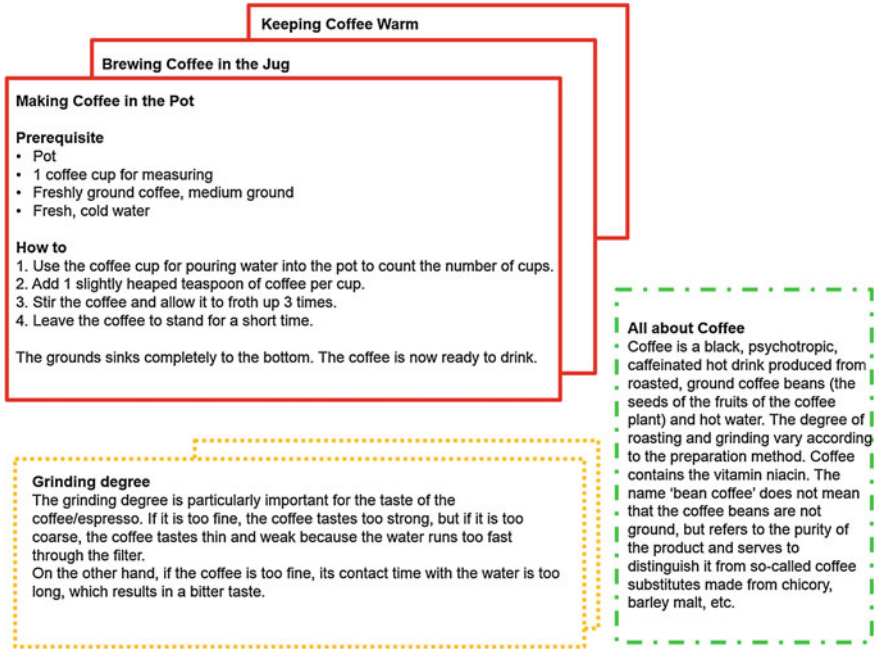 Keeping Coffee Warm
Brewing Coffee in the Jug
Making Coffee in the Pot
Prerequisite
• Pot
• 1 coffee cup for measuring
• Freshly ground coffee, medium ground
• Fresh, cold water
How to
1. Use the coffee cup for pouring water into the pot to count the number of cups.
2. Add 1 slightly heaped teaspoon of coffee per cup.
3. Stir the coffee and allow it to froth up 3 times.
4. Leave the coffee to stand for a short time.
The grounds sinks completely to the bottom. The coffee is now ready to drink.
All about Coffee
Coffee is a black, psychotropic,
caffeinated hot drink produced from
roasted, ground coffee beans (the
seeds of the fruits of the coffee
plant) and hot water. The degree of
roasting and grinding vary according
to the preparation method. Coffee
contains the vitamin niacin. The
name ‘bean coffee’ does not mean
that the coffee beans are not
ground, but refers to the purity of
the product and serves to
distinguish it from so-called coffee
substitutes made from chicory,
barley malt, etc.
Grinding degree
The grinding degree is particularly important for the taste of the
coffee/espresso. If it is too fine, the coffee tastes too strong, but if it is too
coarse, the coffee tastes thin and weak because the water runs too fast
through the filter.
On the other hand, if the coffee is too fine, its contact time with the water is too
long, which results in a bitter taste.